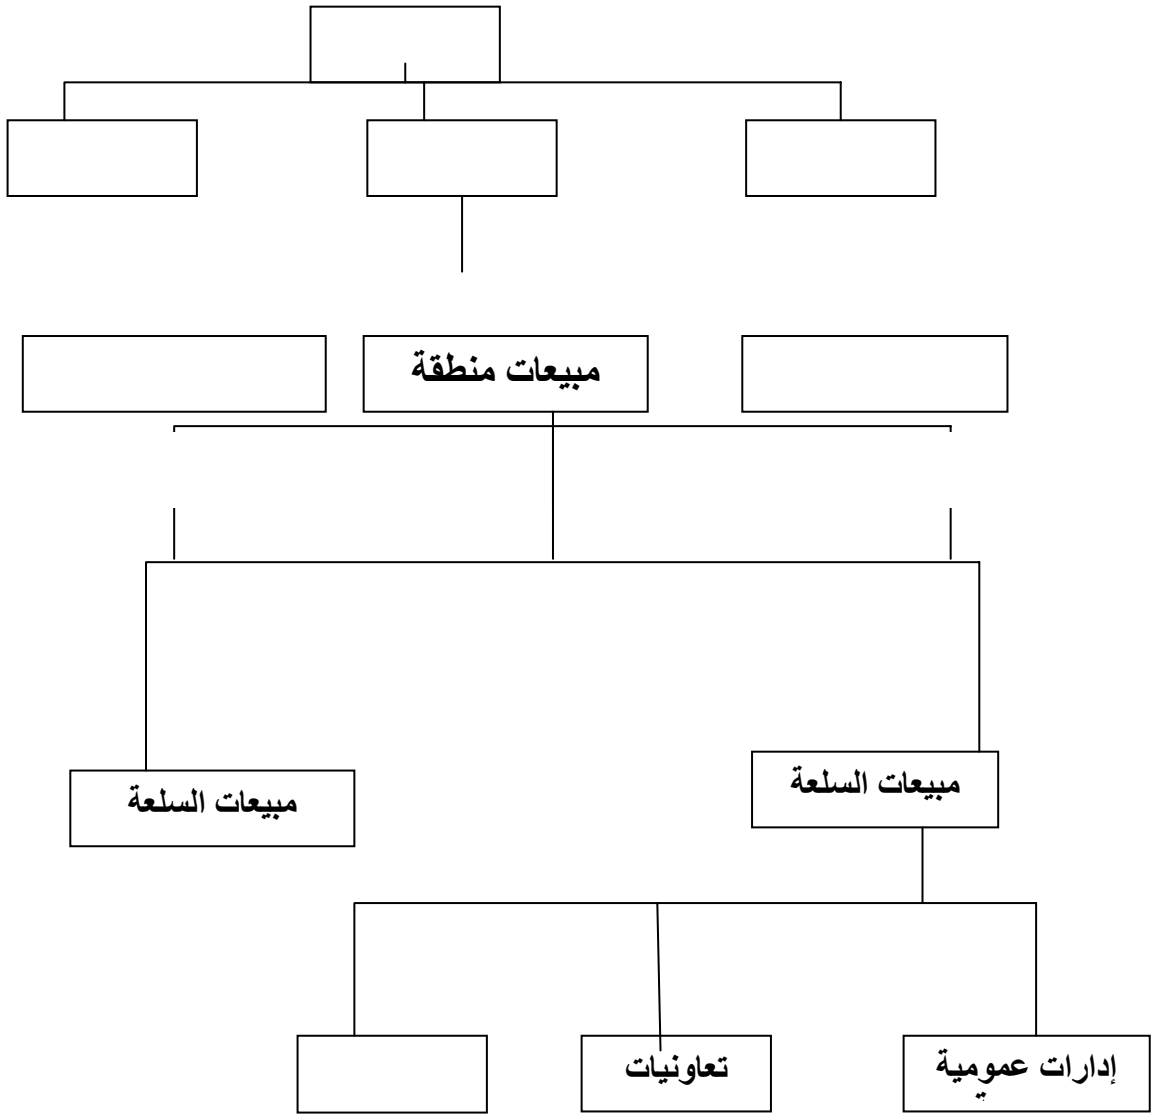 مبيعات منطقة
مبيعات السلعة
مبيعات السلعة
إدارات عمومية
تعاونيات